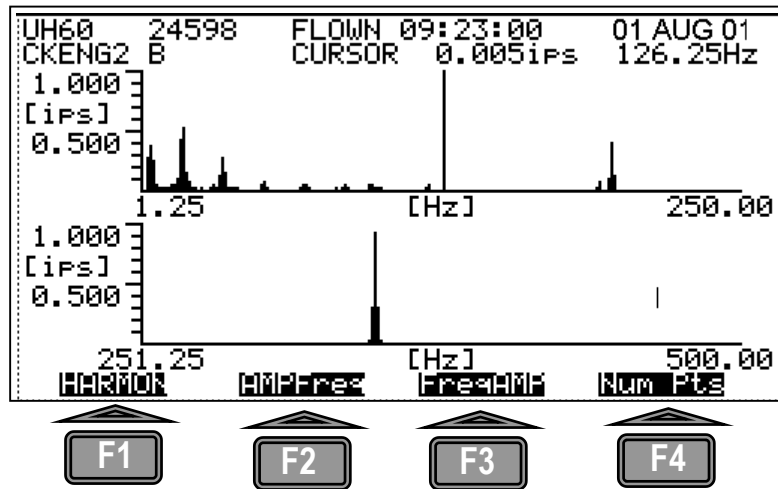 UH60 24598 FLOWN 09:23:00 01 AUG 01
CKENG2 B CURSOR 0.005ips 126.25Hz
1.000
[ips]
0.500
1.25 [Hz] 250.00
1.000
[ips]
0.500
251.25 [Hz] 500.00
HARMON AMPFreq FreqAMP Num Pts
F1 F2 F3 F4